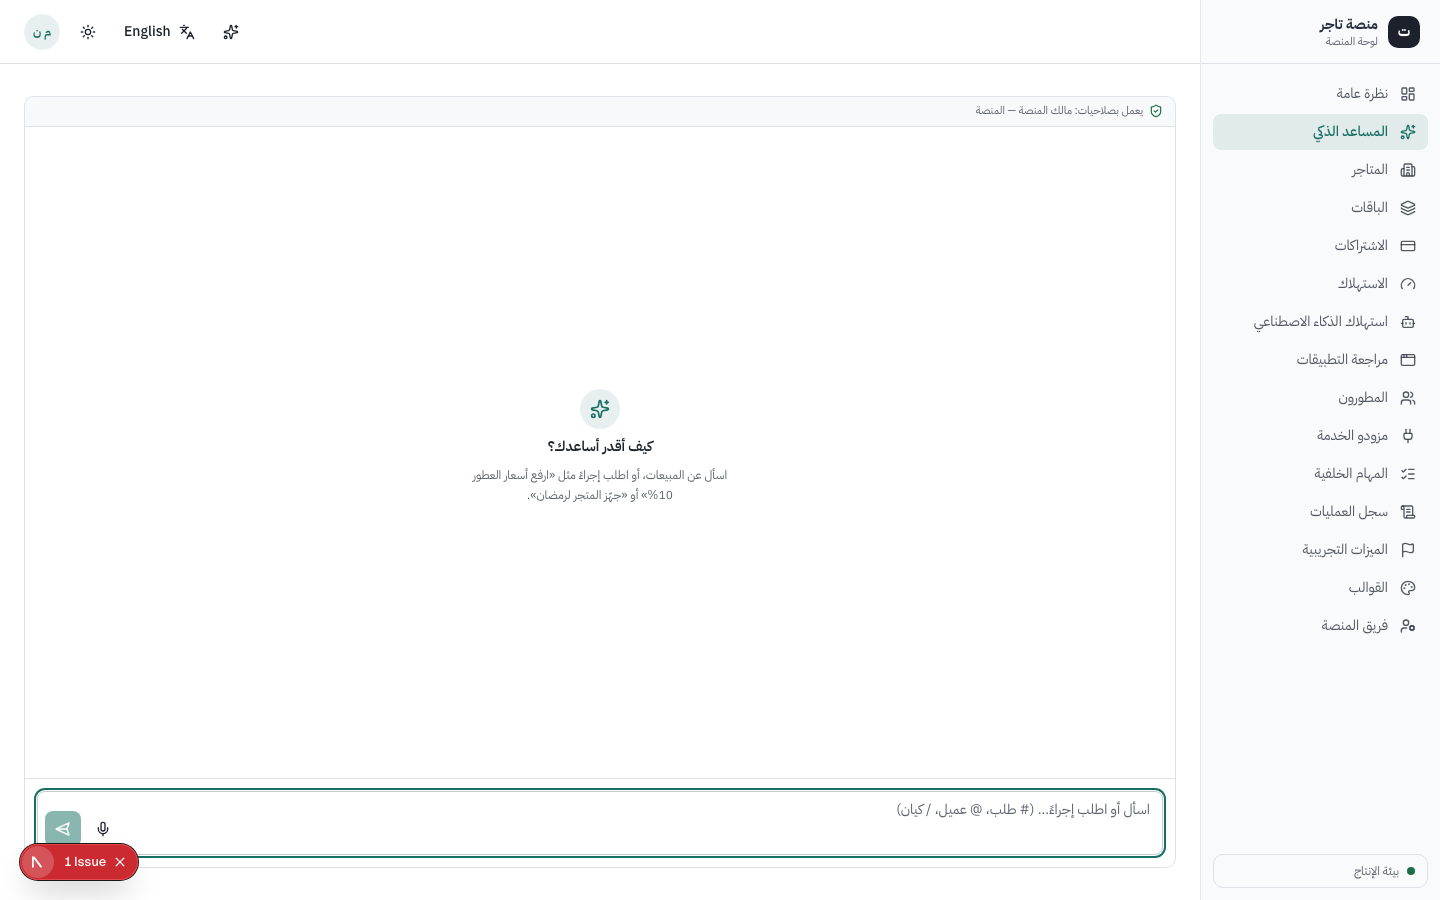 ت
منصة تاجر
لوحة المنصة
English
م ن
نظرة عامة
المساعد الذكي
المتاجر
الباقات
الاشتراكات
الاستهلاك
استهلاك الذكاء الاصطناعي
مراجعة التطبيقات
المطورون
مزودو الخدمة
المهام الخلفية
سجل العمليات
الميزات التجريبية
القوالب
فريق المنصة
بيئة الإنتاج
يعمل بصلاحيات: مالك المنصة — المنصة
كيف أقدر أساعدك؟
اسأل عن المبيعات، أو اطلب إجراءً مثل «ارفع أسعار العطور
10%» أو «جهّز المتجر لرمضان».
اسأل أو اطلب إجراءً... (# طلب، @ عميل، / كيان)
1 Issue